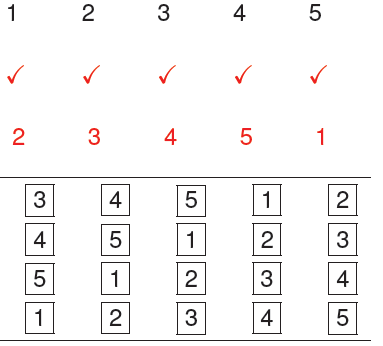 1 2 3 4 5
✓ ✓ ✓ ✓ ✓
2 3 4 5 1
3 4 5 1 2
4 5 1 2 3
5 1 2 3 4
1 2 3 4 5